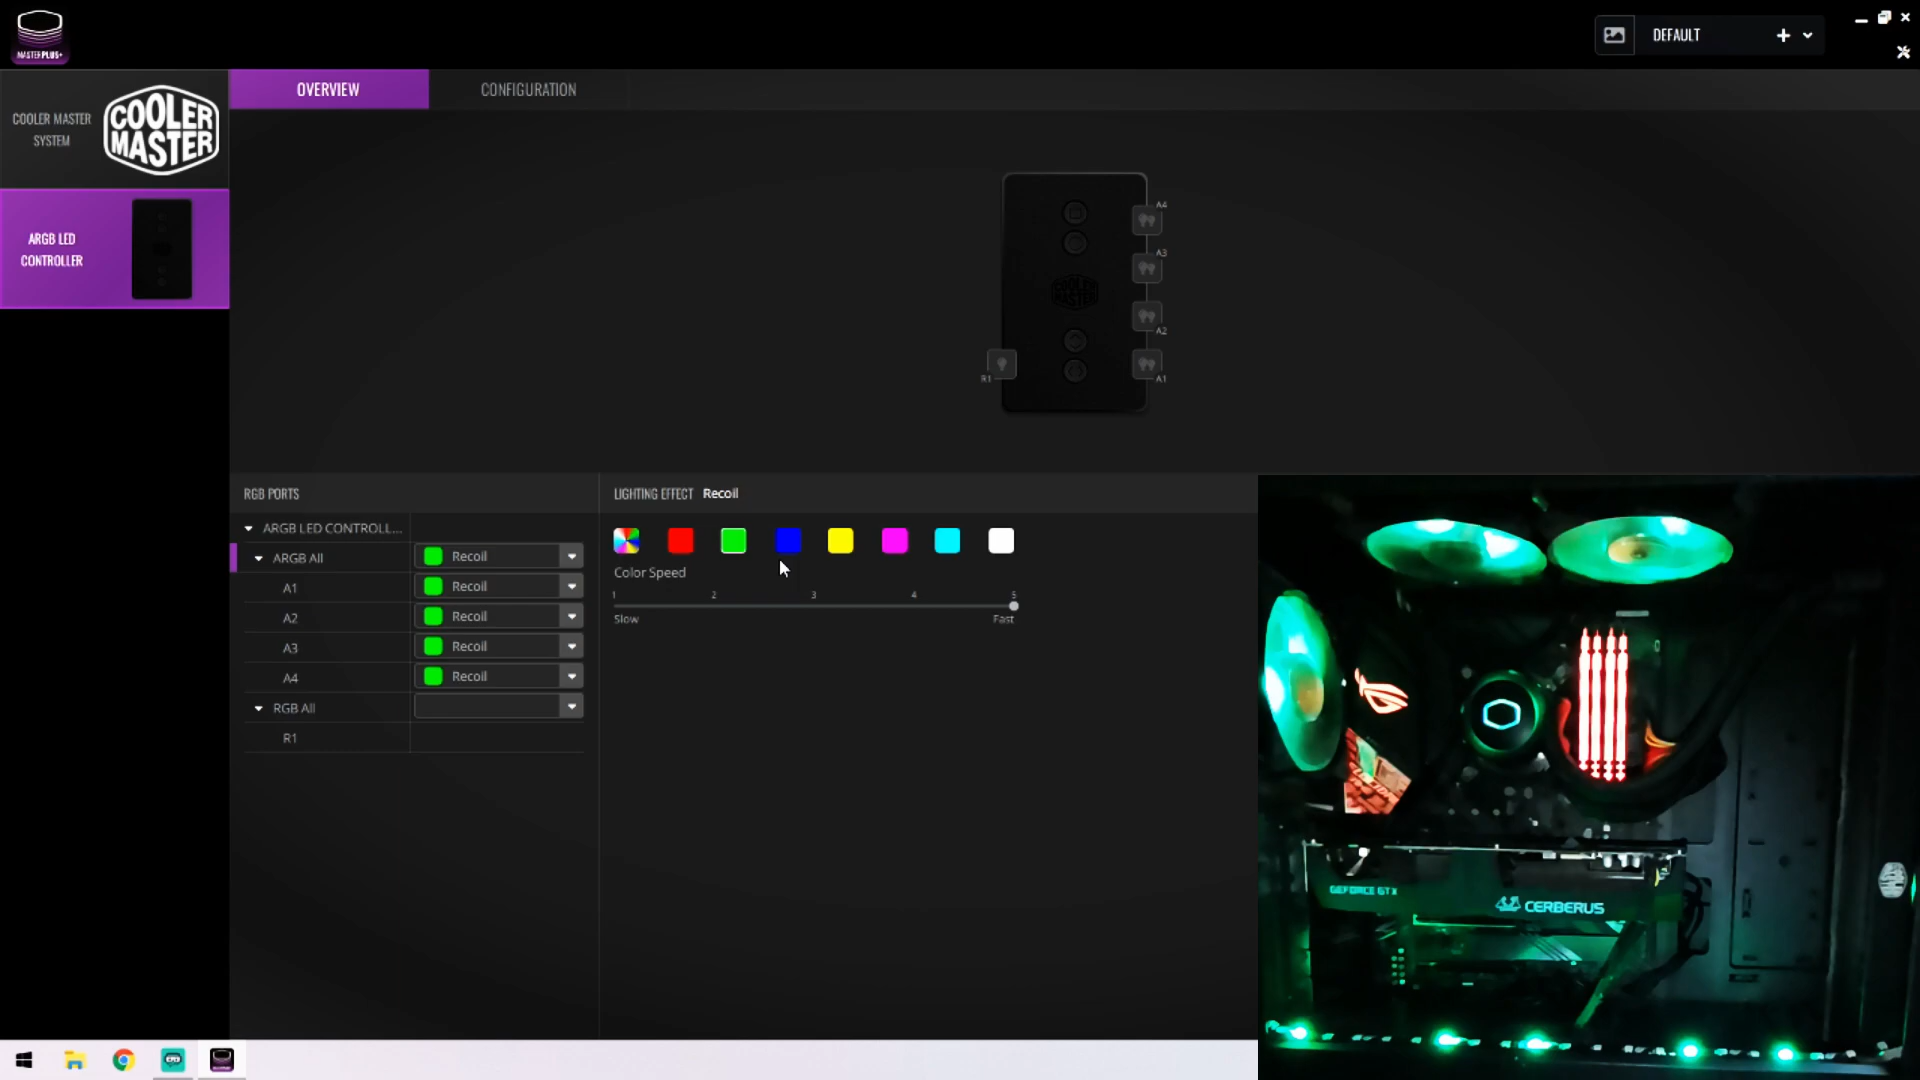 MASTERPLUS+
DEFAULT
COOLER MASTER
SYSTEM
COOLER
MASTER
OVERVIEW
CONFIGURATION
ARGB LED
CONTROLLER
A4
A3
A2
R1
A1
RGB PORTS
LIGHTING EFFECT Recoil
ARGB LED CONTROLL...
ARGB All
Recoil
A1
Recoil
A2
Recoil
A3
Recoil
A4
Recoil
RGB All
R1
Color Speed
1 2 3 4 5
Slow Fast
GEFORCE GTX
CERBERUS